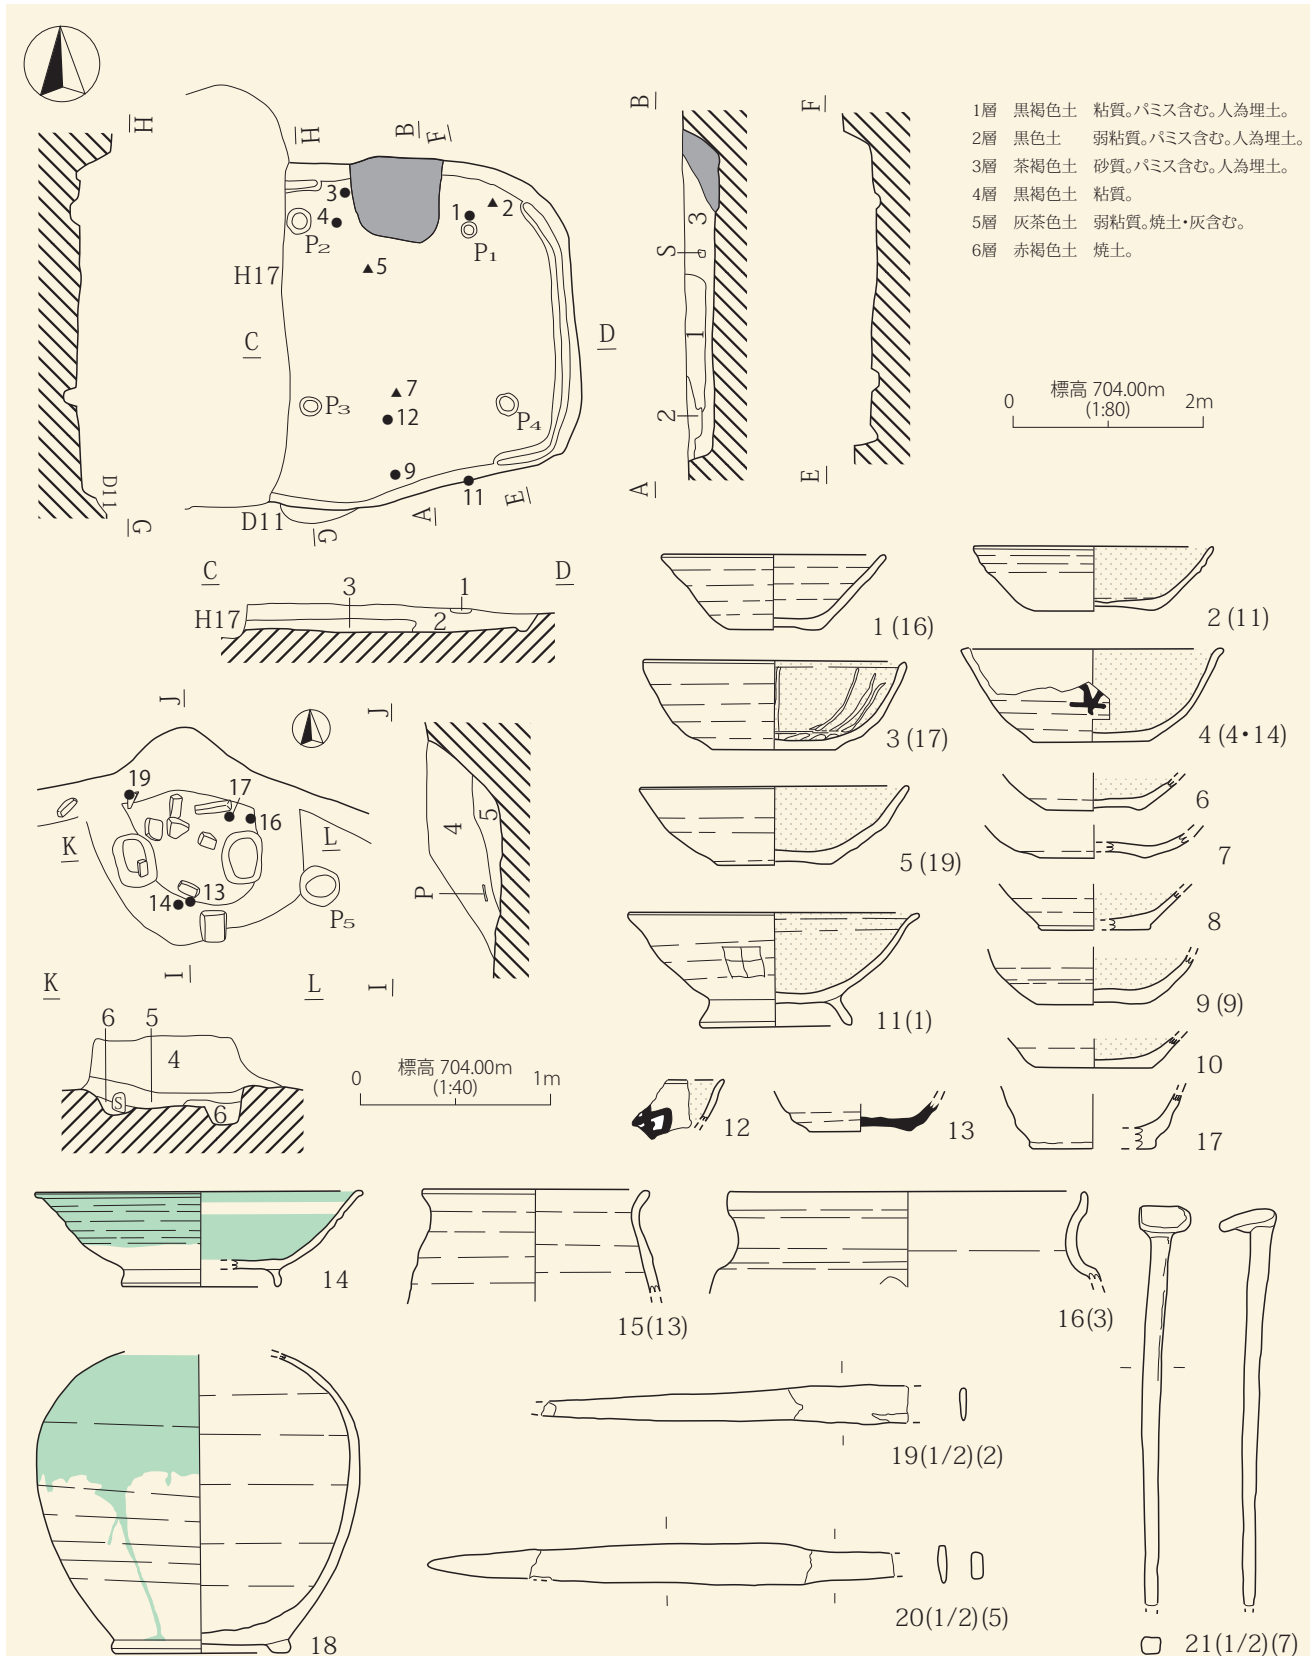 H
H
B
F
B
F
1層 黒褐色土 粘質。パミス含む。人為埋土。
2層 黒色土 弱粘質。パミス含む。人為埋土。
3層 茶褐色土 砂質。パミス含む。人為埋土。
4層 黒褐色土 粘質。
5層 灰茶色土 弱粘質。焼土・灰含む。
6層 赤褐色土 焼土。
3
4
P2
1
2
P1
5
H17
C
D
7
12
P3
P4
9
11
D11
D11
G
G
A
E
3
S
1
2
A
E
標高 704.00m
0 (1:80) 2m
C
D
3
1
H17
2
J
J
19
17
16
K
L
14
13
P5
I
I
4
5
P
K
L
6
5
4
S
6
標高 704.00m
0 (1:40) 1m
1 (16)
2 (11)
3 (17)
4 (4・14)
5 (19)
6
7
8
9 (9)
10
11(1)
12
13
17
14
15(13)
16(3)
18
19(1/2)(2)
20(1/2)(5)
21(1/2)(7)